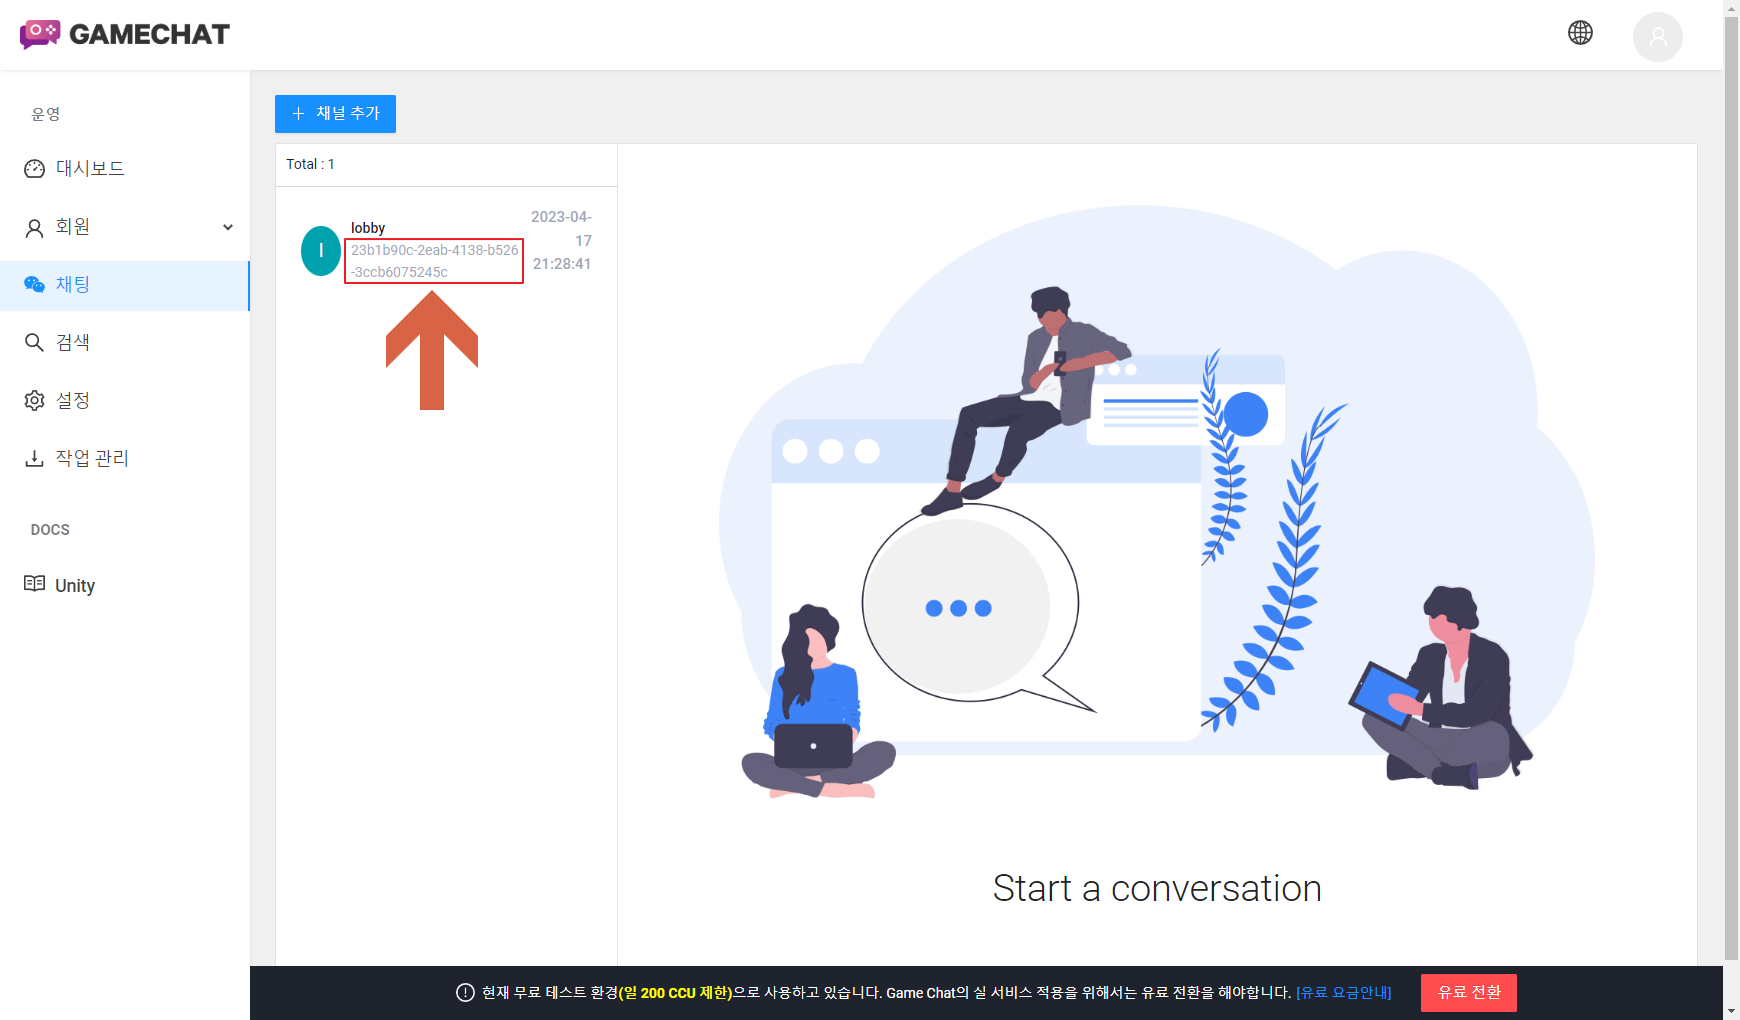 GAMECHAT
운영
대시보드
회원
채팅
검색
설정
작업 관리
DOCS
Unity
+ 채널 추가
Total : 1
l
lobby
23b1b90c-2eab-4138-b526
-3ccb6075245c
2023-04-
17
21:28:41
Start a conversation
현재 무료 테스트 환경(일 200 CCU 제한)으로 사용하고 있습니다. Game Chat의 실 서비스 적용을 위해서는 유료 전환을 해야합니다. [유료 요금안내]
유료 전환